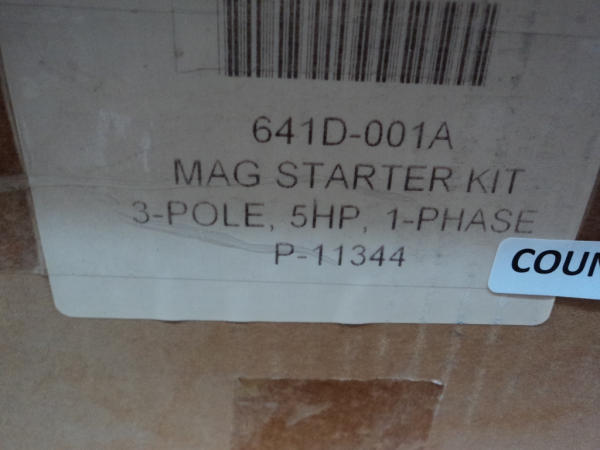 641D-001A
MAG STARTER KIT
3-POLE, 5HP, 1-PHASE
P-11344
COUN